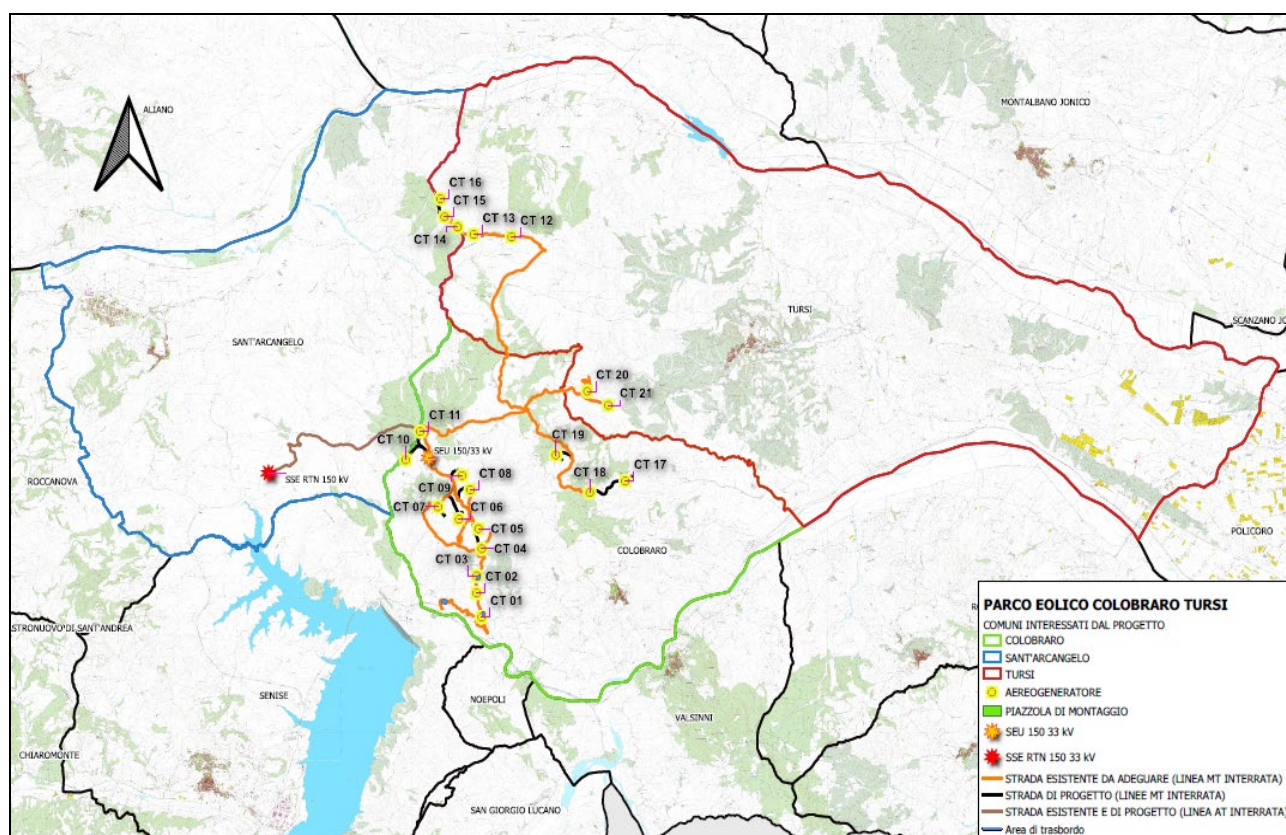 ALIANO
MONTALBANO JONICO
CT 16
CT 15
CT 13
CT 12
CT 14
TURSI
SCANZANO JO
SANT'ARCANGELO
CT 20
CT 21
CT 11
CT 10
SEU 150/33 kV
CT 19
ROCCANOVA
SSE RTN 150 kV
CT 08
CT 18
CT 17
CT 09
CT 07
CT 06
CT 05
POLICORO
CT 04
COLOBRARO
CT 03
CT 02
CT 01
STRONUOVO DI SANT'ANDREA
SENISE
NOEPOLI
VALSINNI
CHIAROMONTE
SAN GIORGIO LUCANO
PARCO EOLICO COLOBRARO TURSI
COMUNI INTERESSATI DAL PROGETTO
COLOBRARO
SANT'ARCANGELO
TURSI
AEREOGENERATORE
PIAZZOLA DI MONTAGGIO
SEU 150 33 kV
SSE RTN 150 33 kV
STRADA ESISTENTE DA ADEGUARE (LINEA MT INTERRATA)
STRADA DI PROGETTO (LINEE MT INTERRATA)
STRADA ESISTENTE E DI PROGETTO (LINEA AT INTERRATA)
Area di trasbordo